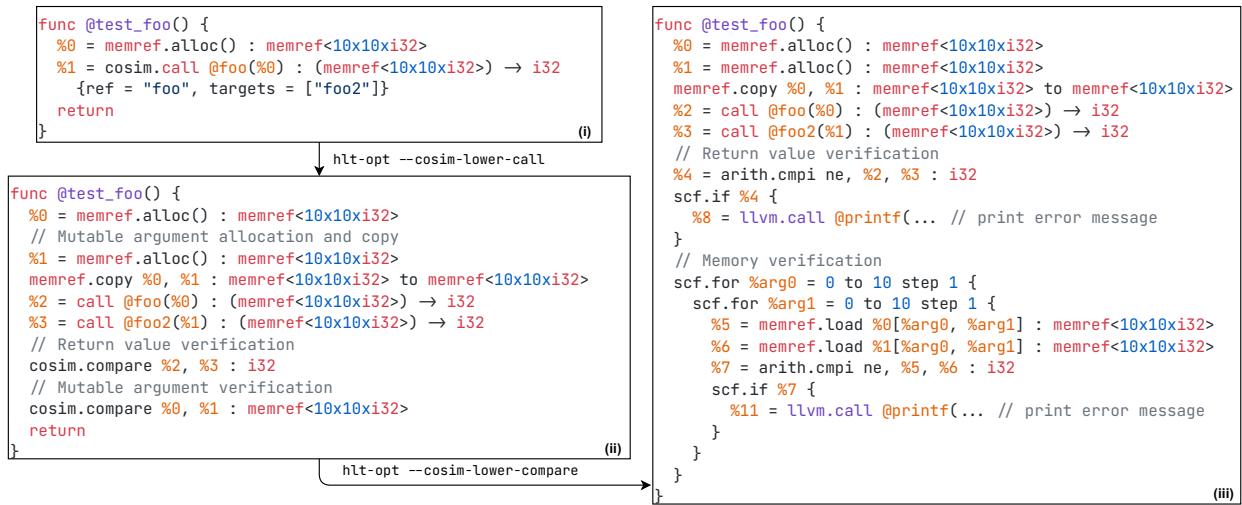 func @test_foo() {
  %0 = memref.alloc() : memref<10x10xi32>
  %1 = cosim.call @foo(%0) : (memref<10x10xi32>) → i32
    {ref = "foo", targets = ["foo2"]}
  return
}
(i)
hlt-opt --cosim-lower-call
func @test_foo() {
  %0 = memref.alloc() : memref<10x10xi32>
  // Mutable argument allocation and copy
  %1 = memref.alloc() : memref<10x10xi32>
  memref.copy %0, %1 : memref<10x10xi32> to memref<10x10xi32>
  %2 = call @foo(%0) : (memref<10x10xi32>) → i32
  %3 = call @foo2(%1) : (memref<10x10xi32>) → i32
  // Return value verification
  cosim.compare %2, %3 : i32
  // Mutable argument verification
  cosim.compare %0, %1 : memref<10x10xi32>
  return
}
(ii)
hlt-opt --cosim-lower-compare
func @test_foo() {
  %0 = memref.alloc() : memref<10x10xi32>
  %1 = memref.alloc() : memref<10x10xi32>
  memref.copy %0, %1 : memref<10x10xi32> to memref<10x10xi32>
  %2 = call @foo(%0) : (memref<10x10xi32>) → i32
  %3 = call @foo2(%1) : (memref<10x10xi32>) → i32
  // Return value verification
  %4 = arith.cmpi ne, %2, %3 : i32
  scf.if %4 {
    %8 = llvm.call @printf(... // print error message
  }
  // Memory verification
  scf.for %arg0 = 0 to 10 step 1 {
    scf.for %arg1 = 0 to 10 step 1 {
      %5 = memref.load %0[%arg0, %arg1] : memref<10x10xi32>
      %6 = memref.load %1[%arg0, %arg1] : memref<10x10xi32>
      %7 = arith.cmpi ne, %5, %6 : i32
      scf.if %7 {
        %11 = llvm.call @printf(... // print error message
      }
    }
  }
}
(iii)